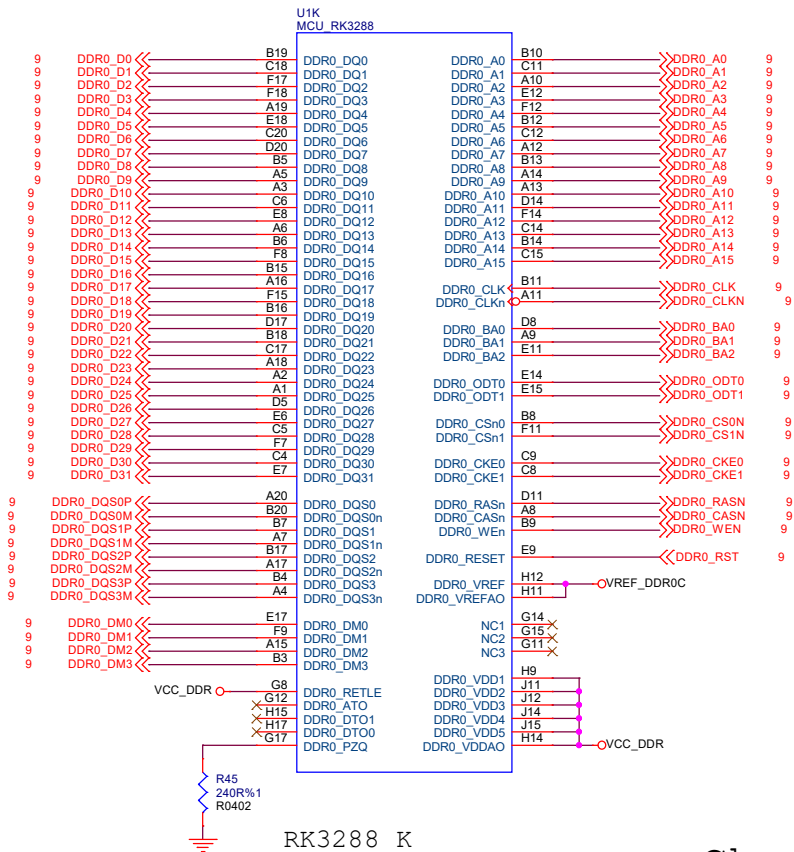 U1K
MCU_RK3288
9 DDR0_D0 B19 DDR0_DQ0 DDR0_A0 B10 DDR0_A0 9
9 DDR0_D1 C18 DDR0_DQ1 DDR0_A1 C11 DDR0_A1 9
9 DDR0_D2 F17 DDR0_DQ2 DDR0_A2 A10 DDR0_A2 9
9 DDR0_D3 F18 DDR0_DQ3 DDR0_A3 E12 DDR0_A3 9
9 DDR0_D4 A19 DDR0_DQ4 DDR0_A4 F12 DDR0_A4 9
9 DDR0_D5 E18 DDR0_DQ5 DDR0_A5 B12 DDR0_A5 9
9 DDR0_D6 C20 DDR0_DQ6 DDR0_A6 C12 DDR0_A6 9
9 DDR0_D7 D20 DDR0_DQ7 DDR0_A7 A12 DDR0_A7 9
9 DDR0_D8 B5 DDR0_DQ8 DDR0_A8 B13 DDR0_A8 9
9 DDR0_D9 A5 DDR0_DQ9 DDR0_A9 A14 DDR0_A9 9
9 DDR0_D10 A3 DDR0_DQ10 DDR0_A10 A13 DDR0_A10 9
9 DDR0_D11 C6 DDR0_DQ11 DDR0_A11 D14 DDR0_A11 9
9 DDR0_D12 E8 DDR0_DQ12 DDR0_A12 F14 DDR0_A12 9
9 DDR0_D13 A6 DDR0_DQ13 DDR0_A13 C14 DDR0_A13 9
9 DDR0_D14 B6 DDR0_DQ14 DDR0_A14 B14 DDR0_A14 9
9 DDR0_D15 F8 DDR0_DQ15 DDR0_A15 C15 DDR0_A15 9
9 DDR0_D16 B15 DDR0_DQ16
9 DDR0_D17 A16 DDR0_DQ17 DDR0_CLK B11 DDR0_CLK 9
9 DDR0_D18 F15 DDR0_DQ18 DDR0_CLKn A11 DDR0_CLKN 9
9 DDR0_D19 B16 DDR0_DQ19
9 DDR0_D20 D17 DDR0_DQ20 DDR0_BA0 D8 DDR0_BA0 9
9 DDR0_D21 B18 DDR0_DQ21 DDR0_BA1 A9 DDR0_BA1 9
9 DDR0_D22 C17 DDR0_DQ22 DDR0_BA2 E11 DDR0_BA2 9
9 DDR0_D23 A18 DDR0_DQ23
9 DDR0_D24 A2 DDR0_DQ24 DDR0_ODT0 E14 DDR0_ODT0 9
9 DDR0_D25 A1 DDR0_DQ25 DDR0_ODT1 E15 DDR0_ODT1 9
9 DDR0_D26 D5 DDR0_DQ26
9 DDR0_D27 E6 DDR0_DQ27 DDR0_CSn0 B8 DDR0_CS0N 9
9 DDR0_D28 C5 DDR0_DQ28 DDR0_CSn1 F11 DDR0_CS1N 9
9 DDR0_D29 F7 DDR0_DQ29
9 DDR0_D30 C4 DDR0_DQ30 DDR0_CKE0 C9 DDR0_CKE0 9
9 DDR0_D31 E7 DDR0_DQ31 DDR0_CKE1 C8 DDR0_CKE1 9
9 DDR0_DQS0P A20 DDR0_DQS0 DDR0_RASn D11 DDR0_RASN 9
9 DDR0_DQS0M B20 DDR0_DQS0n DDR0_CASn A8 DDR0_CASN 9
9 DDR0_DQS1P B7 DDR0_DQS1 DDR0_WEn B9 DDR0_WEN 9
9 DDR0_DQS1M A7 DDR0_DQS1n
9 DDR0_DQS2P B17 DDR0_DQS2 DDR0_RESET E9 DDR0_RST 9
9 DDR0_DQS2M A17 DDR0_DQS2n
9 DDR0_DQS3P B4 DDR0_DQS3 DDR0_VREF H12 VREF_DDR0C
9 DDR0_DQS3M A4 DDR0_DQS3n DDR0_VREFAO H11
9 DDR0_DM0 E17 DDR0_DM0 NC1 G14
9 DDR0_DM1 F9 DDR0_DM1 NC2 G15
9 DDR0_DM2 A15 DDR0_DM2 NC3 G11
9 DDR0_DM3 B3 DDR0_DM3
DDR0_VDD1 H9
VCC_DDR G8 DDR0_RETLE DDR0_VDD2 J11
G12 DDR0_ATO DDR0_VDD3 J12
H15 DDR0_DTO1 DDR0_VDD4 J14
H17 DDR0_DTO0 DDR0_VDD5 J15
G17 DDR0_PZQ DDR0_VDDAO H14 VCC_DDR
R45
240R%1
R0402
RK3288_K